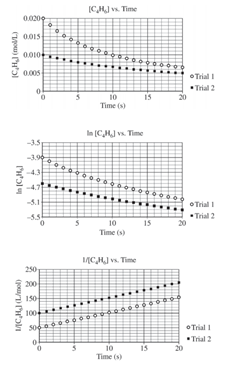 [C₄H₆] vs. Time
0.020
0.015
0.010
0.005
0
[C₄H₆] (mol/L)
0 5 10 15 20
Time (s)
Trial 1
Trial 2
ln [C₄H₆] vs. Time
-3.5
-3.9
-4.3
-4.7
-5.1
-5.5
ln [C₄H₆]
0 5 10 15 20
Time (s)
Trial 1
Trial 2
1/[C₄H₆] vs. Time
250
200
150
100
50
0
1/[C₄H₆] (L/mol)
0 5 10 15 20
Time (s)
Trial 1
Trial 2